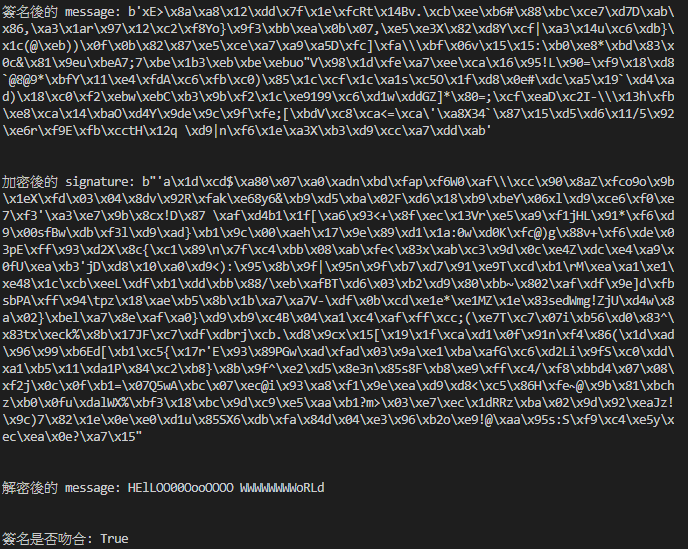 簽名後的 message: b'xE>\x8a\xa8\x12\xdd\x7f\x1e\xfcRt\x14Bv.\xcb\xee\xb6#\x88\xbc\xce7\xd7D\xab\
x86,\xa3\x1ar\x97\x12\xc2\xf8Yo}\x9f3\xbb\xea\x0b\x07,\xe5\xe3X\x82\xd8Y\xcf|\xa3\x14u\xc6\xdb}\
x1c(@\xeb))\x0f\x0b\x82\x87\xe5\xce\xa7\xa9\xa5D\xfc]\xfa\\\xbf\x06v\x15\x15:\xb0\xe8*\xbd\x83\x
0c&\x81\x9eu\xbeA7;7\xbe\x1b3\xeb\xbe\xebuo"V\x98\x1d\xfe\xa7\xee\xca\x16\x95!L\x90=\xf9\x18\xd8
`@8@9*\xbfY\x11\xe4\xfdA\xc6\xfb\xc0)\x85\x1c\xcf\x1c\xa1s\xc5O\x1f\xd8\x0e#\xdc\xa5\x19`\xd4\xa
d)\x18\xc0\xf2\xebw\xebC\xb3\x9b\xf2\x1c\xe9199\xc6\xd1w\xddGZ]*\x80=;\xcf\xeaD\xc2I-\\\x13h\xfb
\xe8\xca\x14\xbaO\xd4Y\x9de\x9c\x9f\xfe;[\xbdV\xc8\xca<=\xca\'\xa8X34`\x87\x15\xd5\xd6\x11/5\x92
\xe6r\xf9E\xfb\xcctH\x12q \xd9|n\xf6\x1e\xa3X\xb3\xd9\xcc\xa7\xdd\xab'
加密後的 signature: b"'a\x1d\xcd$\xa80\x07\xa0\xadn\xbd\xfap\xf6W0\xaf\\\xcc\x90\x8aZ\xfco9o\x9b
\x1eX\xfd\x03\x04\x8dv\x92R\xfak\xe68y6&\xb9\xd5\xba\x02F\xd6\x18\xb9\xbeY\x06xl\xd9\xce6\xf0\xe
7\xf3'\xa3\xe7\x9b\x8cx!D\x87 \xaf\xd4b1\x1f[\xa6\x93<+\x8f\xec\x13Vr\xe5\xa9\xf1jHL\x91*\xf6\xd
9\x00sfBw\xdb\xf3l\xd9\xad}\xb1\x9c\x00\xaeh\x17\x9e\x89\xd1\x1a:0w\xd0K\xfc@)g\x88v+\xf6\xde\x0
3pE\xff\x93\xd2X\x8c{\xc1\x89\n\x7f\xc4\xbb\x08\xab\xfe<\x83x\xab\xc3\x9d\x0c\xe4Z\xdc\xe4\xa9\x
0fU\xea\xb3'jD\xd8\x10\xa0\xd9<):\x95\x8b\x9f|\x95n\x9f\xb7\xd7\x91\xe9T\xcd\xb1\rM\xea\xa1\xe1\
xe48\x1c\xcb\xeeL\xdf\xb1\xdd\xbb\x88/\xeb\xafBT\xd6\x03\xb2\xd9\x80\xbb~\x802\xaf\xdf\x9e]d\xfb
sbPA\xff\x94\tpz\x18\xae\xb5\x8b\x1b\xa7\xa7V-\xdf\x0b\xcd\xe1e*\xe1MZ\x1e\x83sedWmg!ZjU\xd4w\x8
a\x02}\xbel\xa7\x8e\xaf\xa0}\xd9\xb9\xc4B\x04\xa1\xc4\xaf\xff\xcc;(\xe7T\xc7\x07i\xb56\xd0\x83^\
x83tx\xeck%\x8b\x17JF\xc7\xdf\xdbrj\xcb.\xd8\x9cx\x15[\x19\x1f\xca\xd1\x0f\x91n\xf4\x86(\x1d\xad
\x96\x99\xb6Ed[\xb1\xc5{\x17r'E\x93\x89PGw\xad\xfad\x03\x9a\xe1\xba\xafG\xc6\xd2Li\x9fS\xc0\xdd\
xa1\xb5\x11\xda1P\x84\xc2\xb8}\x8b\x9f^\xe2\xd5\x8e3n\x85s8F\xb8\xe9\xff\xc4/\xf8\xbbd4\x07\x08\
xf2j\x0c\x0f\xb1=\x07Q5wA\xbc\x07\xec@i\x93\xa8\xf1\x9e\xea\xd9\xd8<\xc5\x86H\xfe~@\x9b\x81\xbch
z\xb0\x0fu\xdalWX%\xbf3\x18\xbc\x9d\xc9\xe5\xaa\xb1?m>\x03\xe7\xec\x1dRRz\xba\x02\x9d\x92\xeaJz!
\x9c)7\x82\x1e\x0e\xe0\xd1u\x85SX6\xdb\xfa\x84d\x04\xe3\x96\xb2o\xe9!@\xaa\x95s:S\xf9\xc4\xe5y\x
ec\xea\x0e?\xa7\x15"
解密後的 message: HElLOO00OooOOOO WWWWWWWWoRLd
簽名是否吻合: True